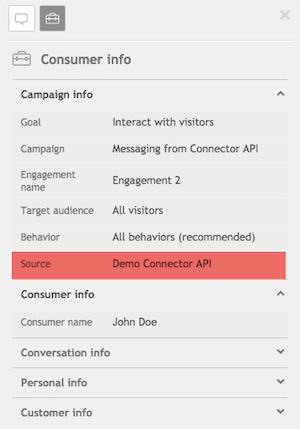 Consumer info
Campaign info
Goal Interact with visitors
Campaign Messaging from Connector API
Engagement
name Engagement 2
Target audience All visitors
Behavior All behaviors (recommended)
Source Demo Connector API
Consumer info
Consumer name John Doe
Conversation info
Personal info
Customer info